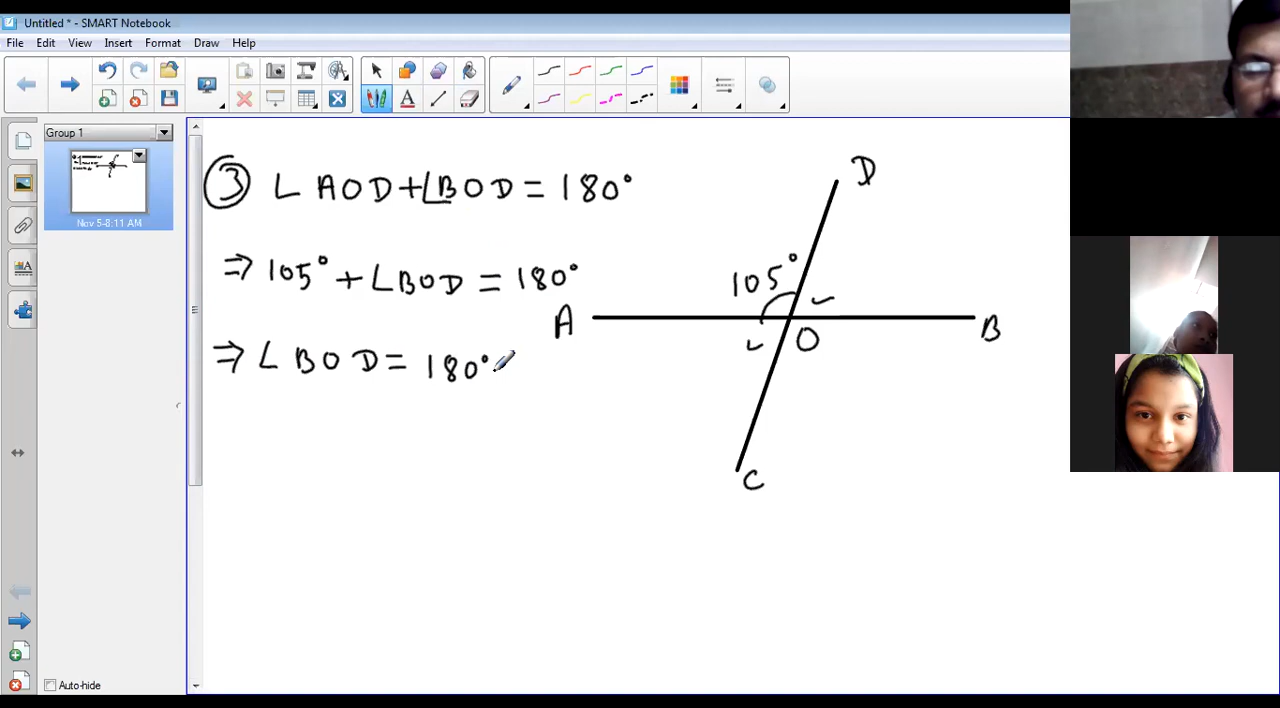 Untitled * - SMART Notebook
File Edit View Insert Format Draw Help
Group 1
Nov 5-8:11 AM
Auto-hide
③ ∠AOD+∠BOD = 180°
⇒ 105° + ∠BOD = 180°
⇒ ∠BOD = 180°
D
105°
A
O
B
C